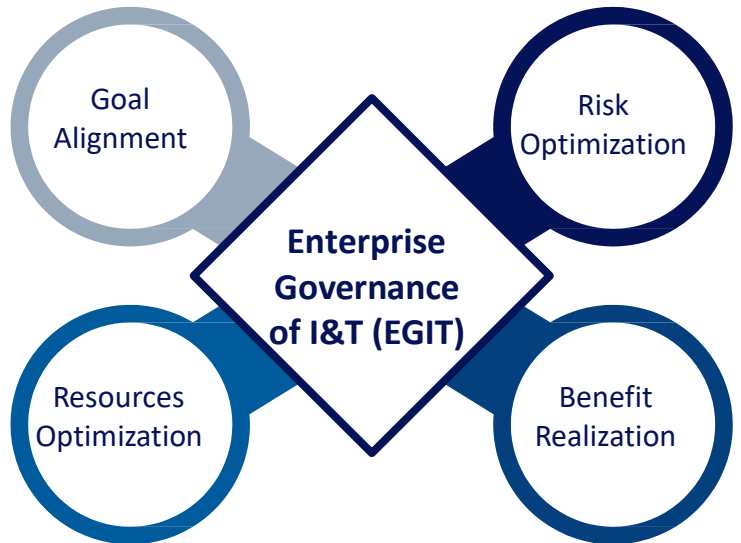 Goal
Alignment
Risk
Optimization
Enterprise
Governance
of I&T (EGIT)
Resources
Optimization
Benefit
Realization